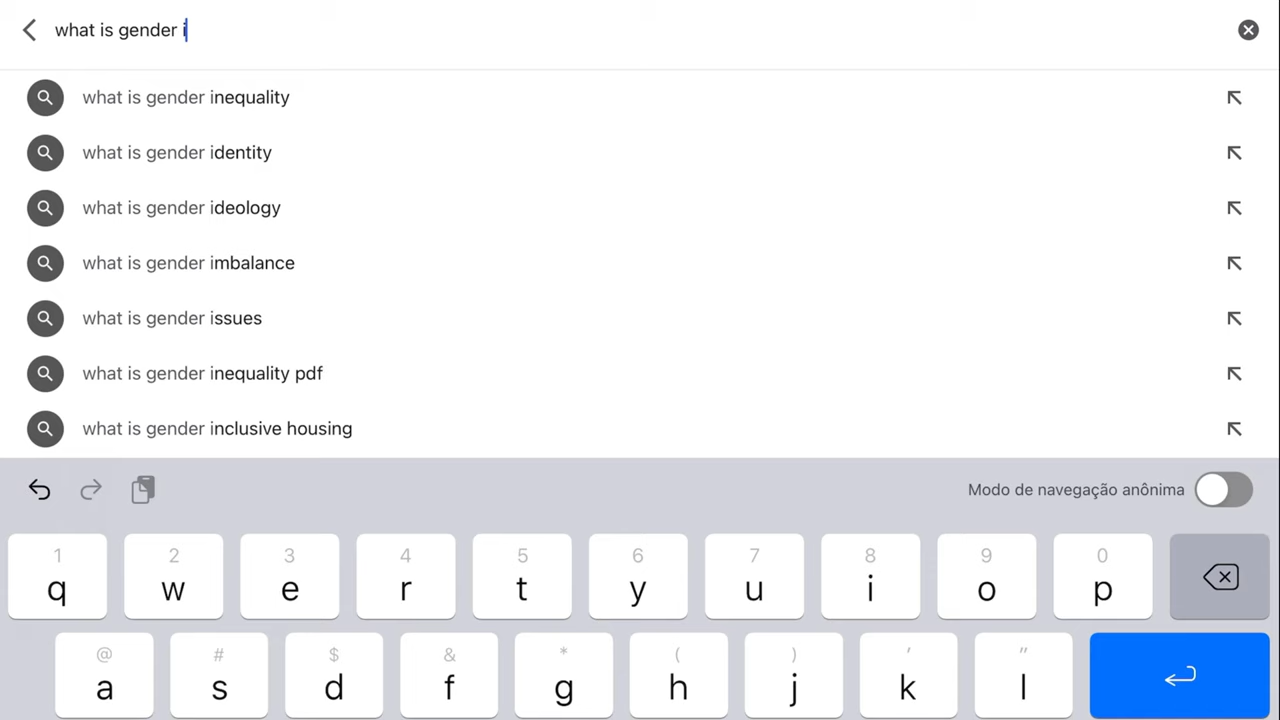 what is gender i
what is gender inequality
what is gender identity
what is gender ideology
what is gender imbalance
what is gender issues
what is gender inequality pdf
what is gender inclusive housing
Modo de navegação anônima
1 2 3 4 5 6 7 8 9 0
q w e r t y u i o p
@ # $ & * ( ) ' "
a s d f g h j k l